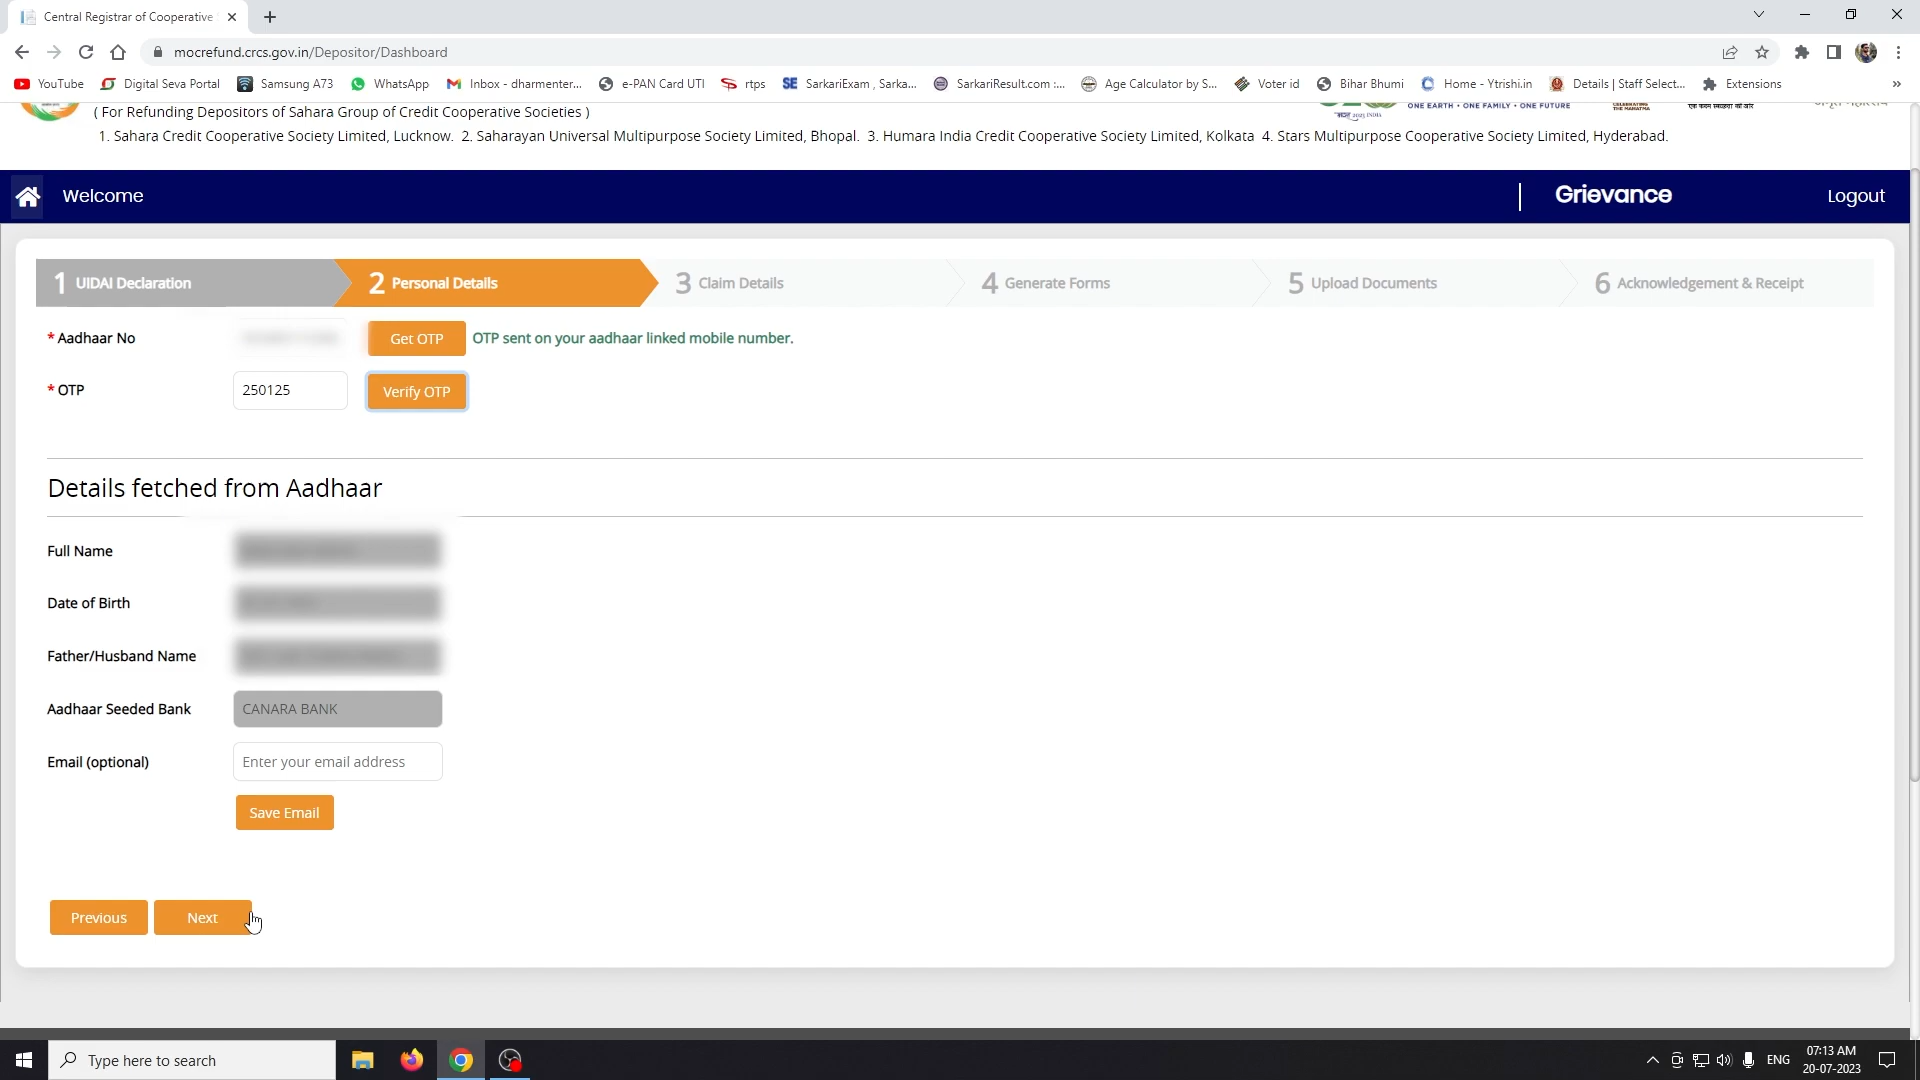 Central Registrar of Cooperative
mocrefund.crcs.gov.in/Depositor/Dashboard
YouTube Digital Seva Portal Samsung A73 WhatsApp Inbox - dharmenter... e-PAN Card UTI rtps SarkariExam , Sarka... SarkariResult.com :... Age Calculator by S... Voter id Bihar Bhumi Home - Ytrishi.in Details | Staff Select... Extensions »
( For Refunding Depositors of Sahara Group of Credit Cooperative Societies )
ONE EARTH • ONE FAMILY • ONE FUTURE
1. Sahara Credit Cooperative Society Limited, Lucknow. 2. Saharayan Universal Multipurpose Society Limited, Bhopal. 3. Humara India Credit Cooperative Society Limited, Kolkata 4. Stars Multipurpose Cooperative Society Limited, Hyderabad.
Welcome Grievance Logout
1 UIDAI Declaration 2 Personal Details 3 Claim Details 4 Generate Forms 5 Upload Documents 6 Acknowledgement & Receipt
* Aadhaar No Get OTP OTP sent on your aadhaar linked mobile number.
* OTP 250125 Verify OTP
Details fetched from Aadhaar
Full Name
Date of Birth
Father/Husband Name
Aadhaar Seeded Bank CANARA BANK
Email (optional) Enter your email address
Save Email
Previous Next
Type here to search ENG 07:13 AM
20-07-2023